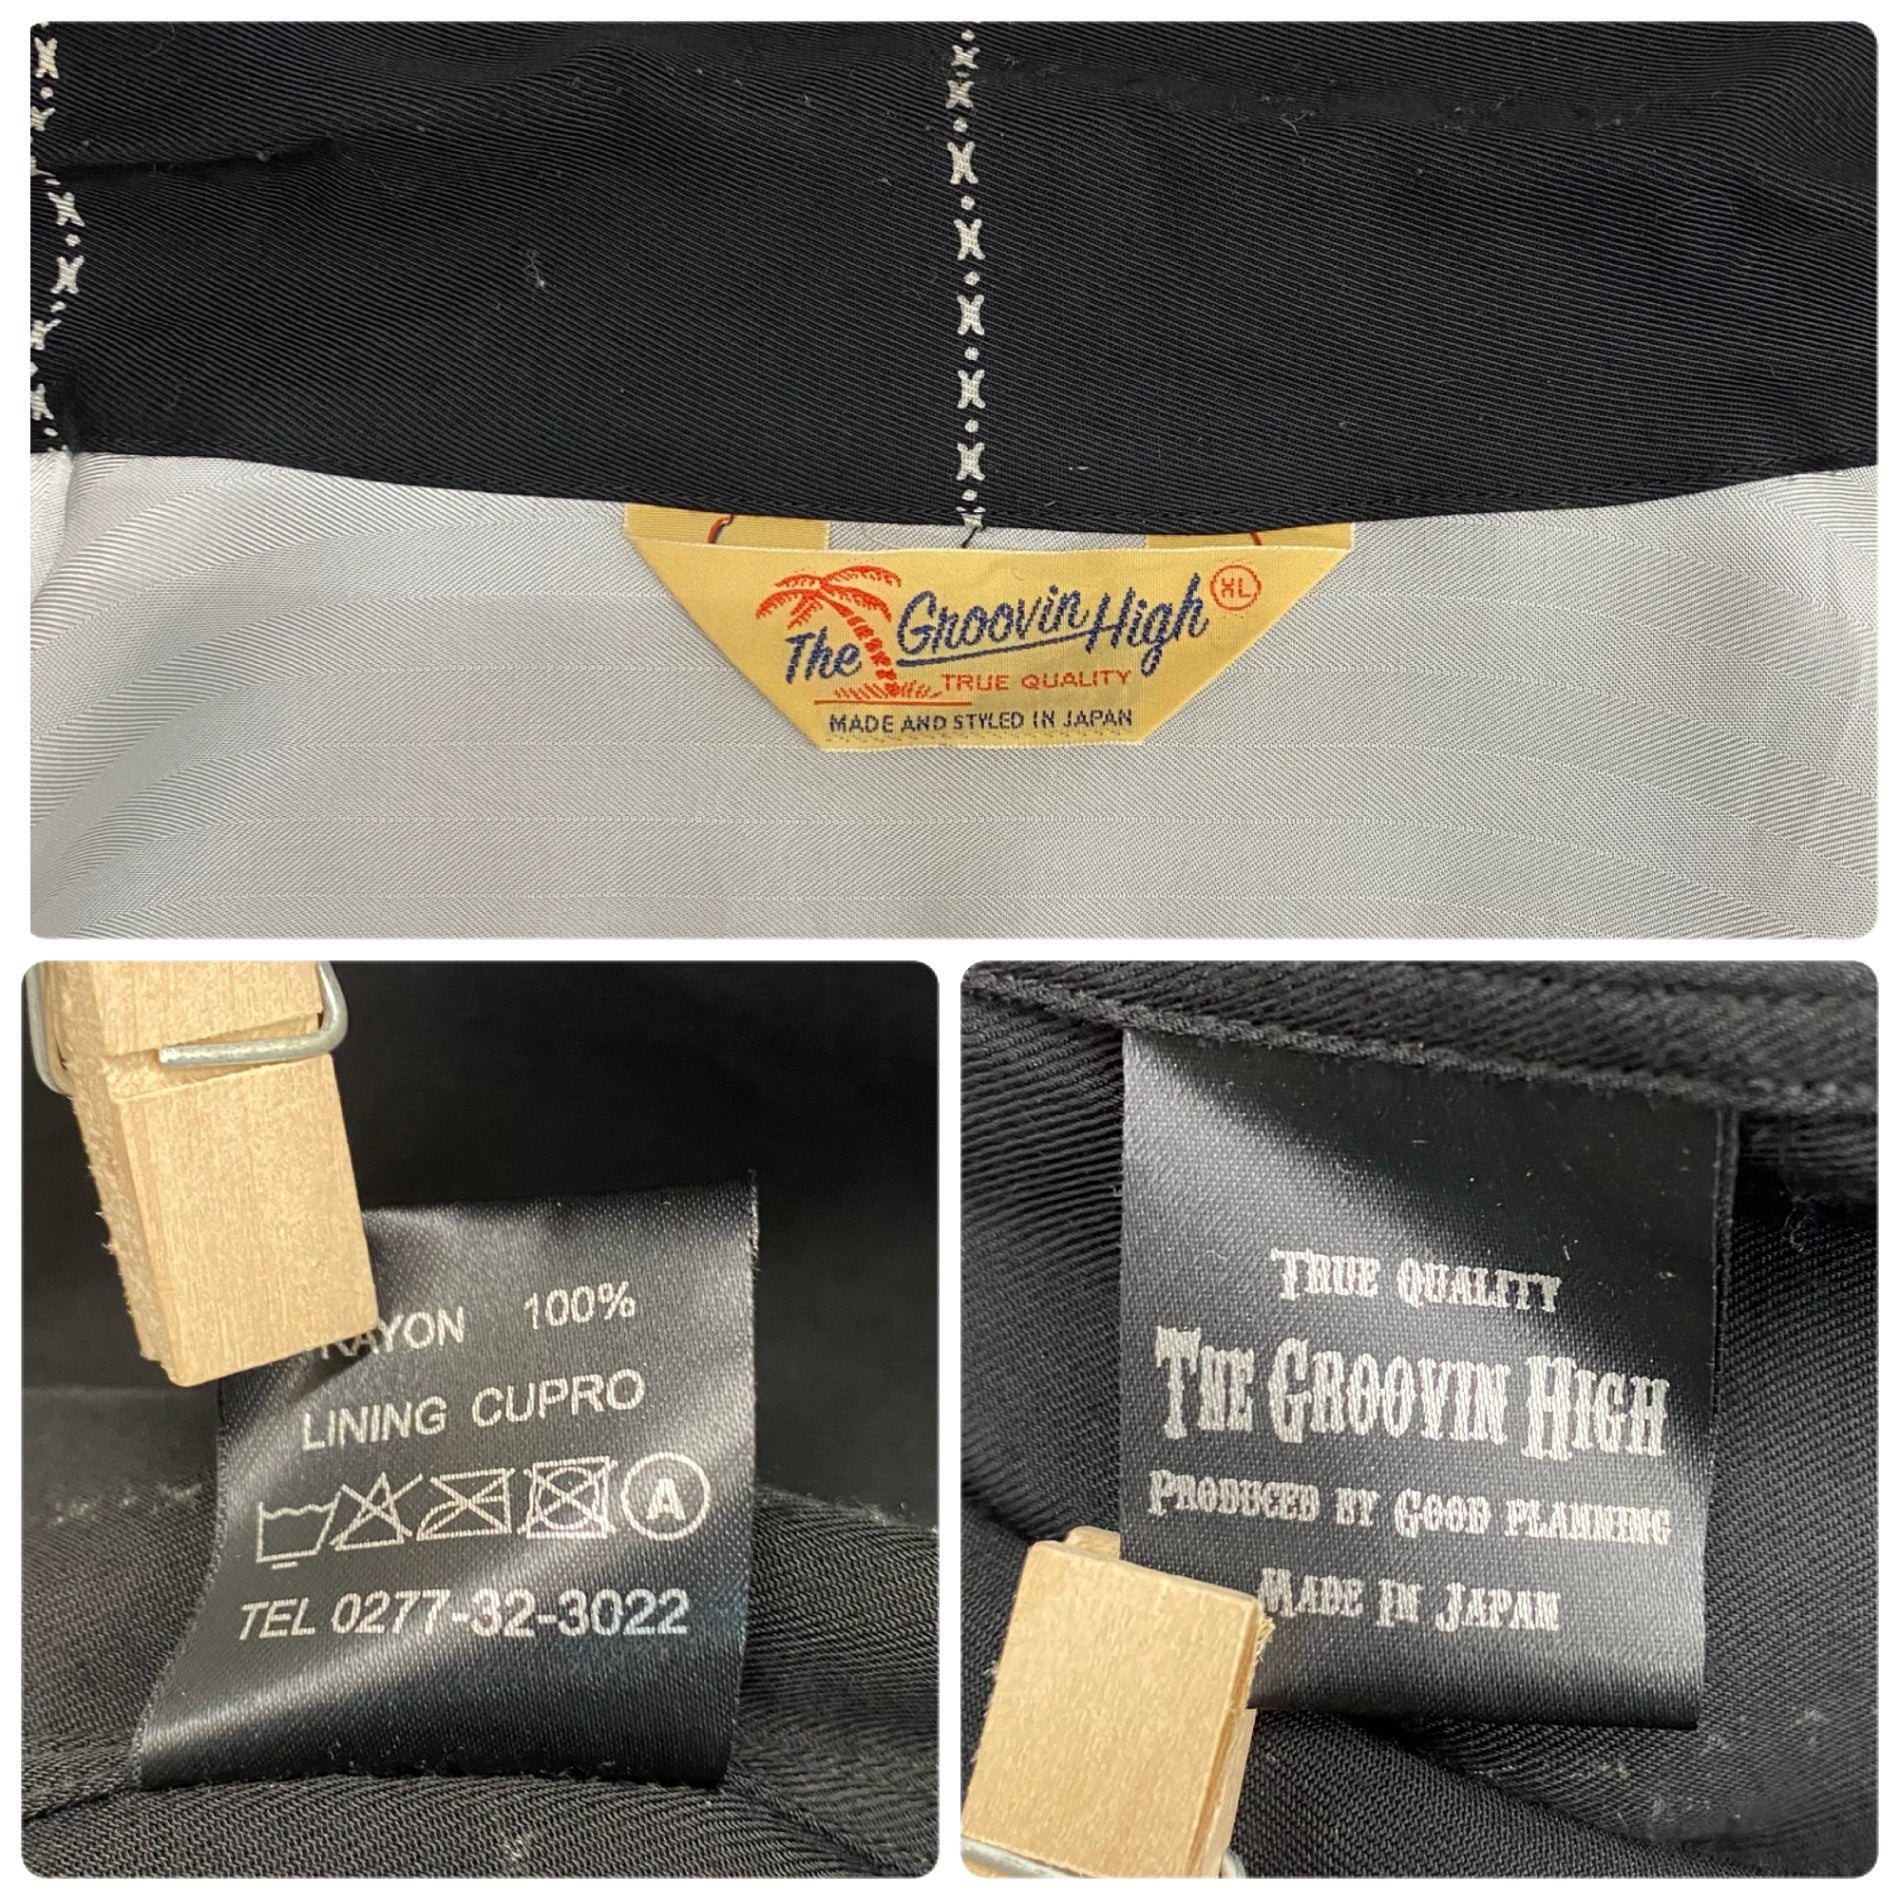 The Groovin High XL
TRUE QUALITY
MADE AND STYLED IN JAPAN
RAYON 100%
LINING CUPRO
A
TEL 0277-32-3022
TRUE QUALITY
THE GROOVIN HIGH
PRODUCED BY GOOD PLANNING
MADE IN JAPAN